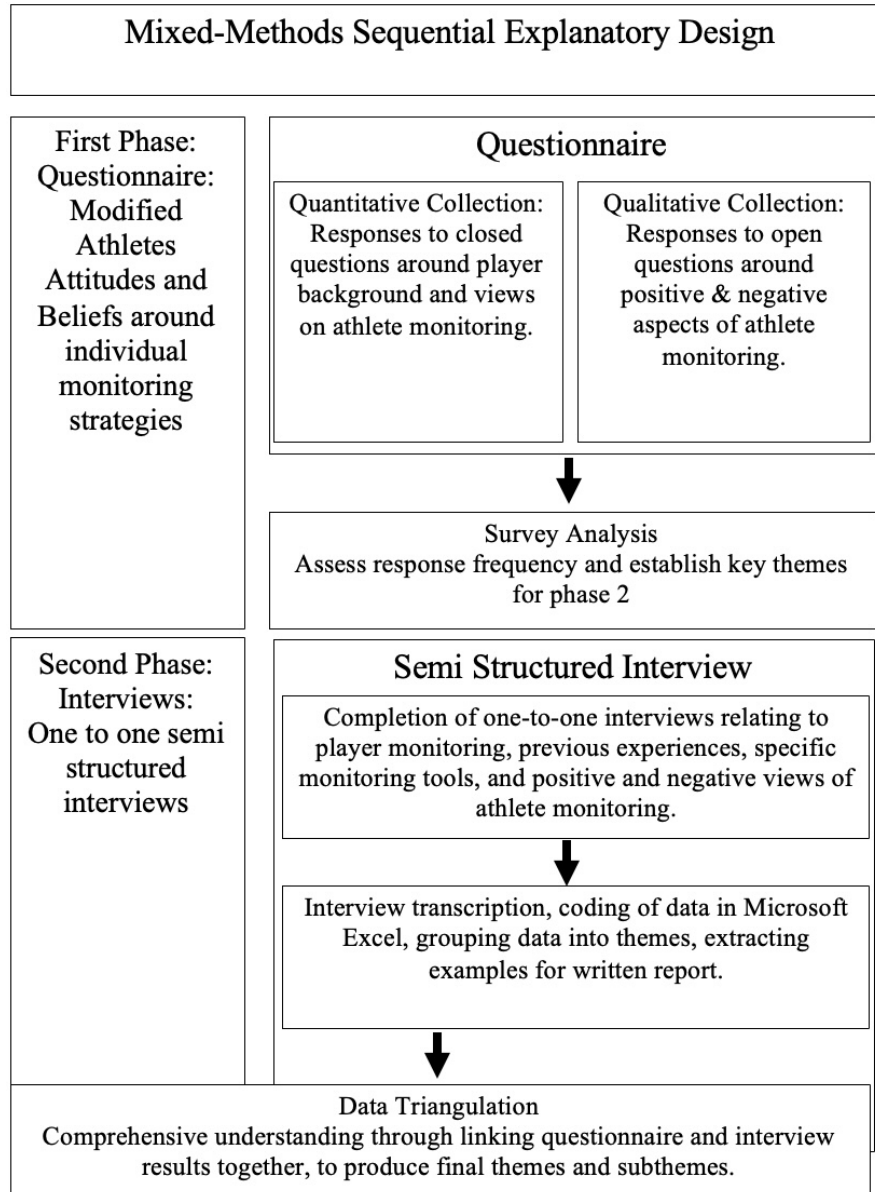 Mixed-Methods Sequential Explanatory Design
First Phase:
Questionnaire:
Modified
Athletes
Attitudes and
Beliefs around
individual
monitoring
strategies
Questionnaire
Quantitative Collection:
Responses to closed
questions around player
background and views
on athlete monitoring.
Qualitative Collection:
Responses to open
questions around
positive & negative
aspects of athlete
monitoring.
Survey Analysis
Assess response frequency and establish key themes
for phase 2
Second Phase:
Interviews:
One to one semi
structured
interviews
Semi Structured Interview
Completion of one-to-one interviews relating to
player monitoring, previous experiences, specific
monitoring tools, and positive and negative views of
athlete monitoring.
Interview transcription, coding of data in Microsoft
Excel, grouping data into themes, extracting
examples for written report.
Data Triangulation
Comprehensive understanding through linking questionnaire and interview
results together, to produce final themes and subthemes.